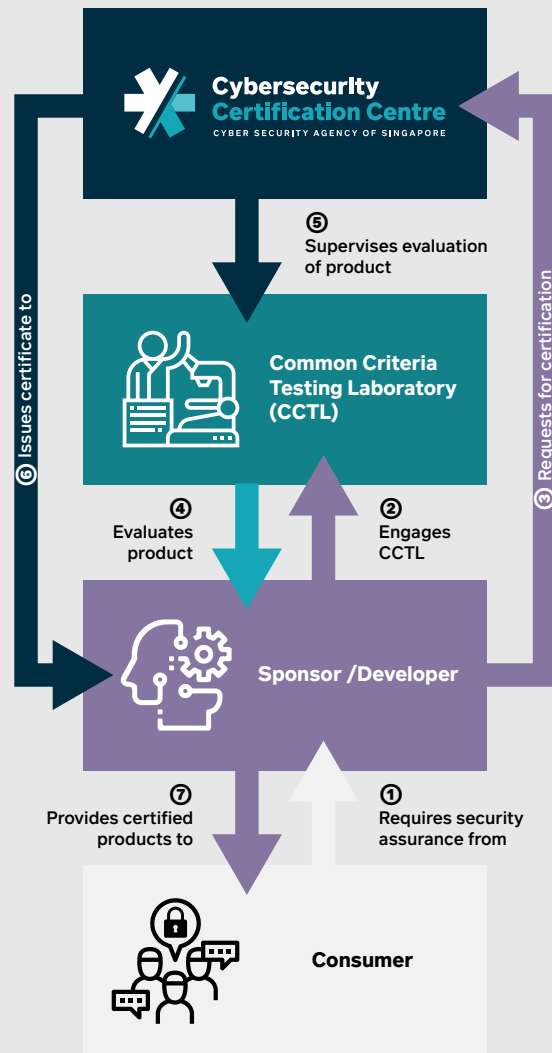 Cybersecurity
Certification Centre
CYBER SECURITY AGENCY OF SINGAPORE
⑤
Supervises evaluation
of product
⑥ Issues certificate to
③ Requests for certification
Common Criteria
Testing Laboratory
(CCTL)
④
Evaluates
product
②
Engages
CCTL
Sponsor /Developer
⑦
Provides certified
products to
①
Requires security
assurance from
Consumer